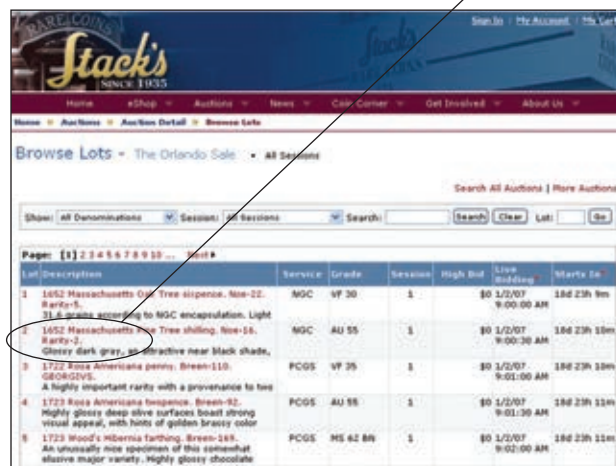 RARE COINS
Stack's
SINCE 1935
Sign In | My Account | My Cart
Home eShop Auctions News Coin Corner Get Involved About Us
Home Auctions Auction Detail Browse Lots
Browse Lots - The Orlando Sale • All Sessions
Search All Auctions | More Auctions
Show: All Denominations Session: All Sessions Search: Search Clear Lot: Go
Page: [1] 2 3 4 5 6 7 8 9 10 ... Next
Lot Description Service Grade Session High Bid Live Bidding* Starts In*
1 1652 Massachusetts Oak Tree sixpence. Noe-22. NGC VF 30 1 $0 1/2/07 18d 23h 9m
Rarity-5. 9:00:00 AM
31.6 grains according to NGC encapsulation. Light
2 1652 Massachusetts Pine Tree shilling. Noe-16. NGC AU 55 1 $0 1/2/07 18d 23h 10m
Rarity-2. 9:00:30 AM
Glossy dark gray, an attractive near black shade,
3 1722 Rosa Americana penny. Breen-110. PCGS VF 35 1 $0 1/2/07 18d 23h 10m
GEORGIVS. 9:01:00 AM
A highly important rarity with a provenance to two
4 1723 Rosa Americana twopence. Breen-92. PCGS AU 55 1 $0 1/2/07 18d 23h 11m
Highly glossy deep olive surfaces boast strong 9:01:30 AM
visual appeal, with hints of golden brassy color
5 1723 Wood's Hibernia farthing. Breen-169. PCGS MS 62 BN 1 $0 1/2/07 18d 23h 11m
An unusually nice specimen of this somewhat 9:02:00 AM
elusive major variety. Highly glossy chocolate